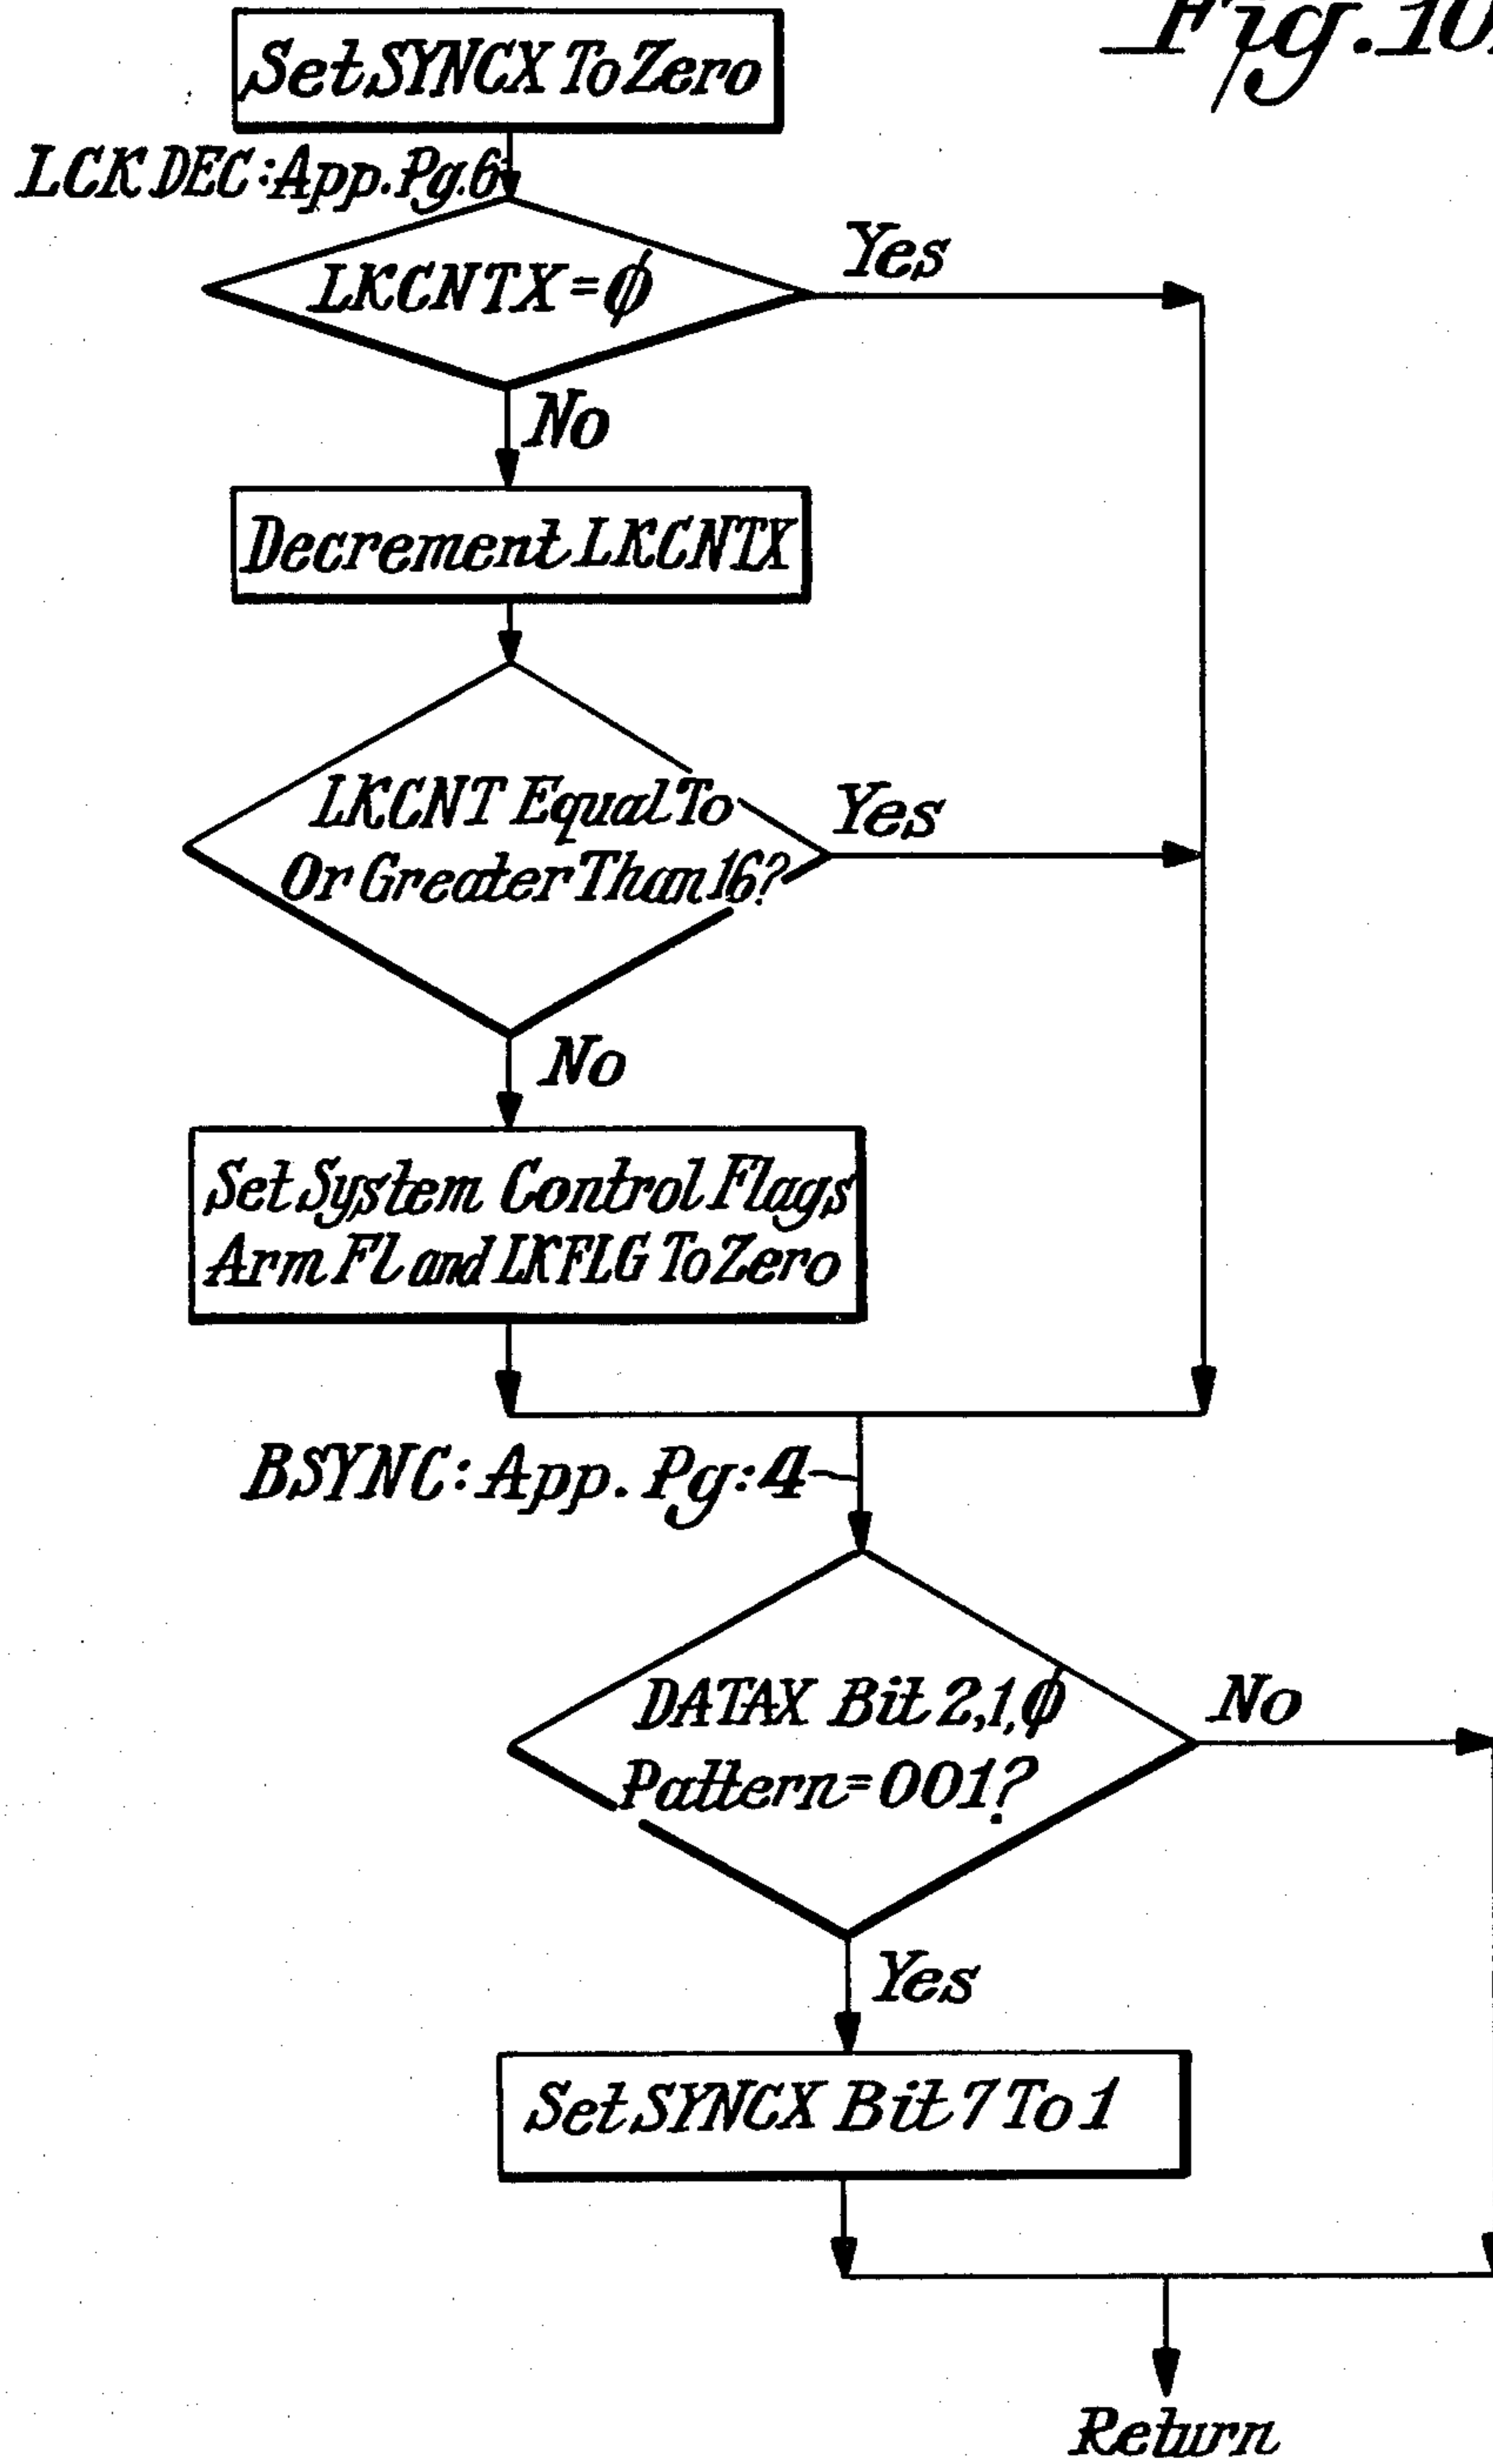 Fig. 10
Set SYNCX To Zero
LCK DEC: App. Pg. 6
LKCNTX = ϕ
Yes
No
Decrement LKCNTX
LKCNT Equal To
Or Greater Than 16?
Yes
No
Set System Control Flags
Arm Fl and LKFLG To Zero
BSYNC: App. Pg: 4
DATAX Bit 2,1,ϕ
Pattern = 001?
No
Yes
Set SYNCX Bit 7 To 1
Return